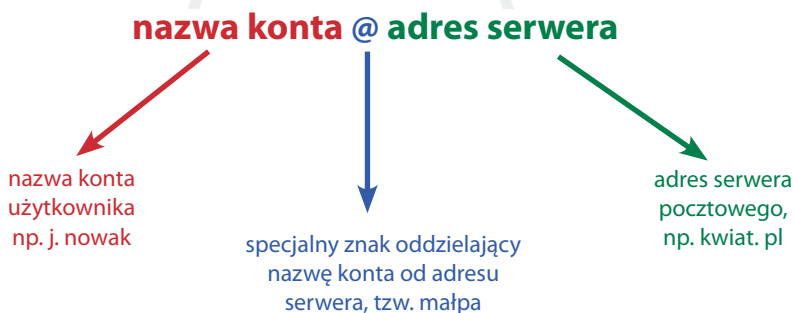 nazwa konta @ adres serwera
nazwa konta
użytkownika
np. j. nowak
specjalny znak oddzielający
nazwę konta od adresu
serwera, tzw. małpa
adres serwera
pocztowego,
np. kwiat. pl